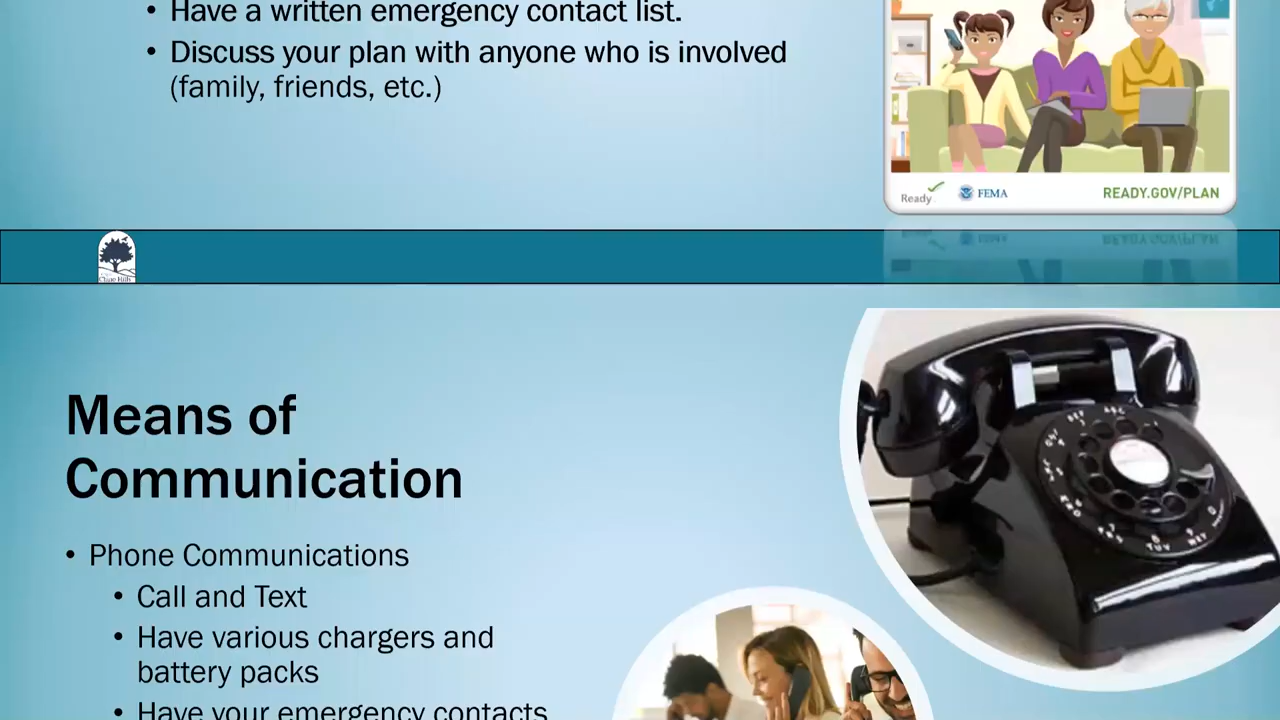 • Have a written emergency contact list.
• Discuss your plan with anyone who is involved
(family, friends, etc.)
Ready
FEMA
READY.GOV/PLAN
Chapel Hill
Means of
Communication
• Phone Communications
• Call and Text
• Have various chargers and
battery packs
• Have your emergency contacts